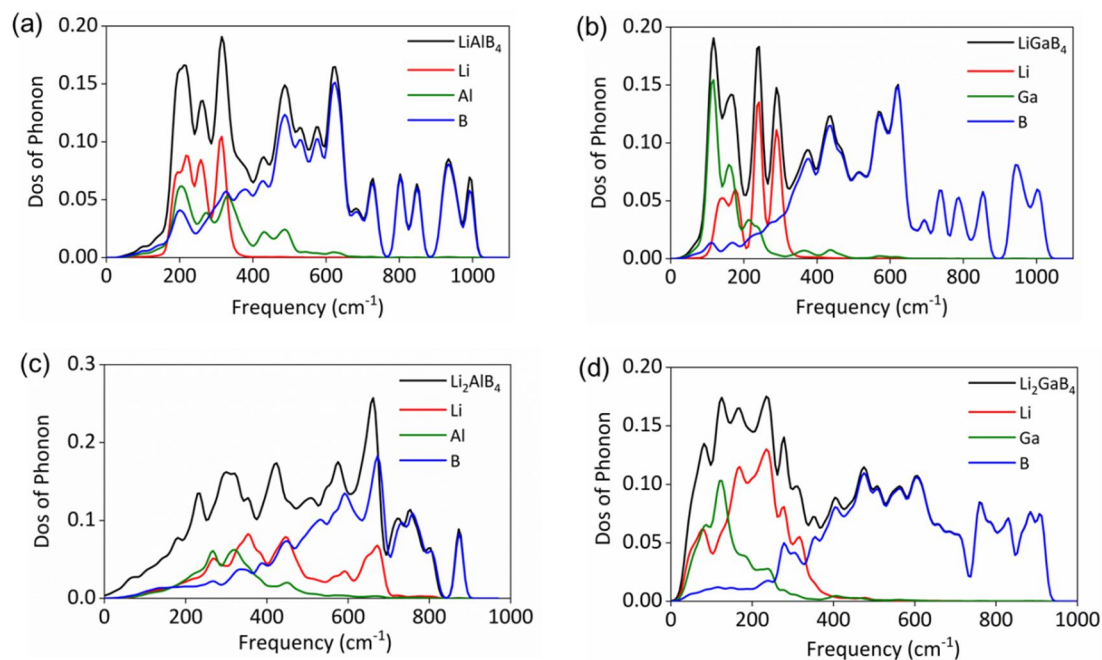 (a)
0.20
0.15
0.10
0.05
0.00
Dos of Phonon
LiAlB₄
Li
Al
B
0 200 400 600 800 1000
Frequency (cm⁻¹)
(b)
0.20
0.15
0.10
0.05
0.00
Dos of Phonon
LiGaB₄
Li
Ga
B
0 200 400 600 800 1000
Frequency (cm⁻¹)
(c)
0.3
0.2
0.1
0.0
Dos of Phonon
Li₂AlB₄
Li
Al
B
0 200 400 600 800 1000
Frequency (cm⁻¹)
(d)
0.20
0.15
0.10
0.05
0.00
Dos of Phonon
Li₂GaB₄
Li
Ga
B
0 200 400 600 800 1000
Frequency (cm⁻¹)